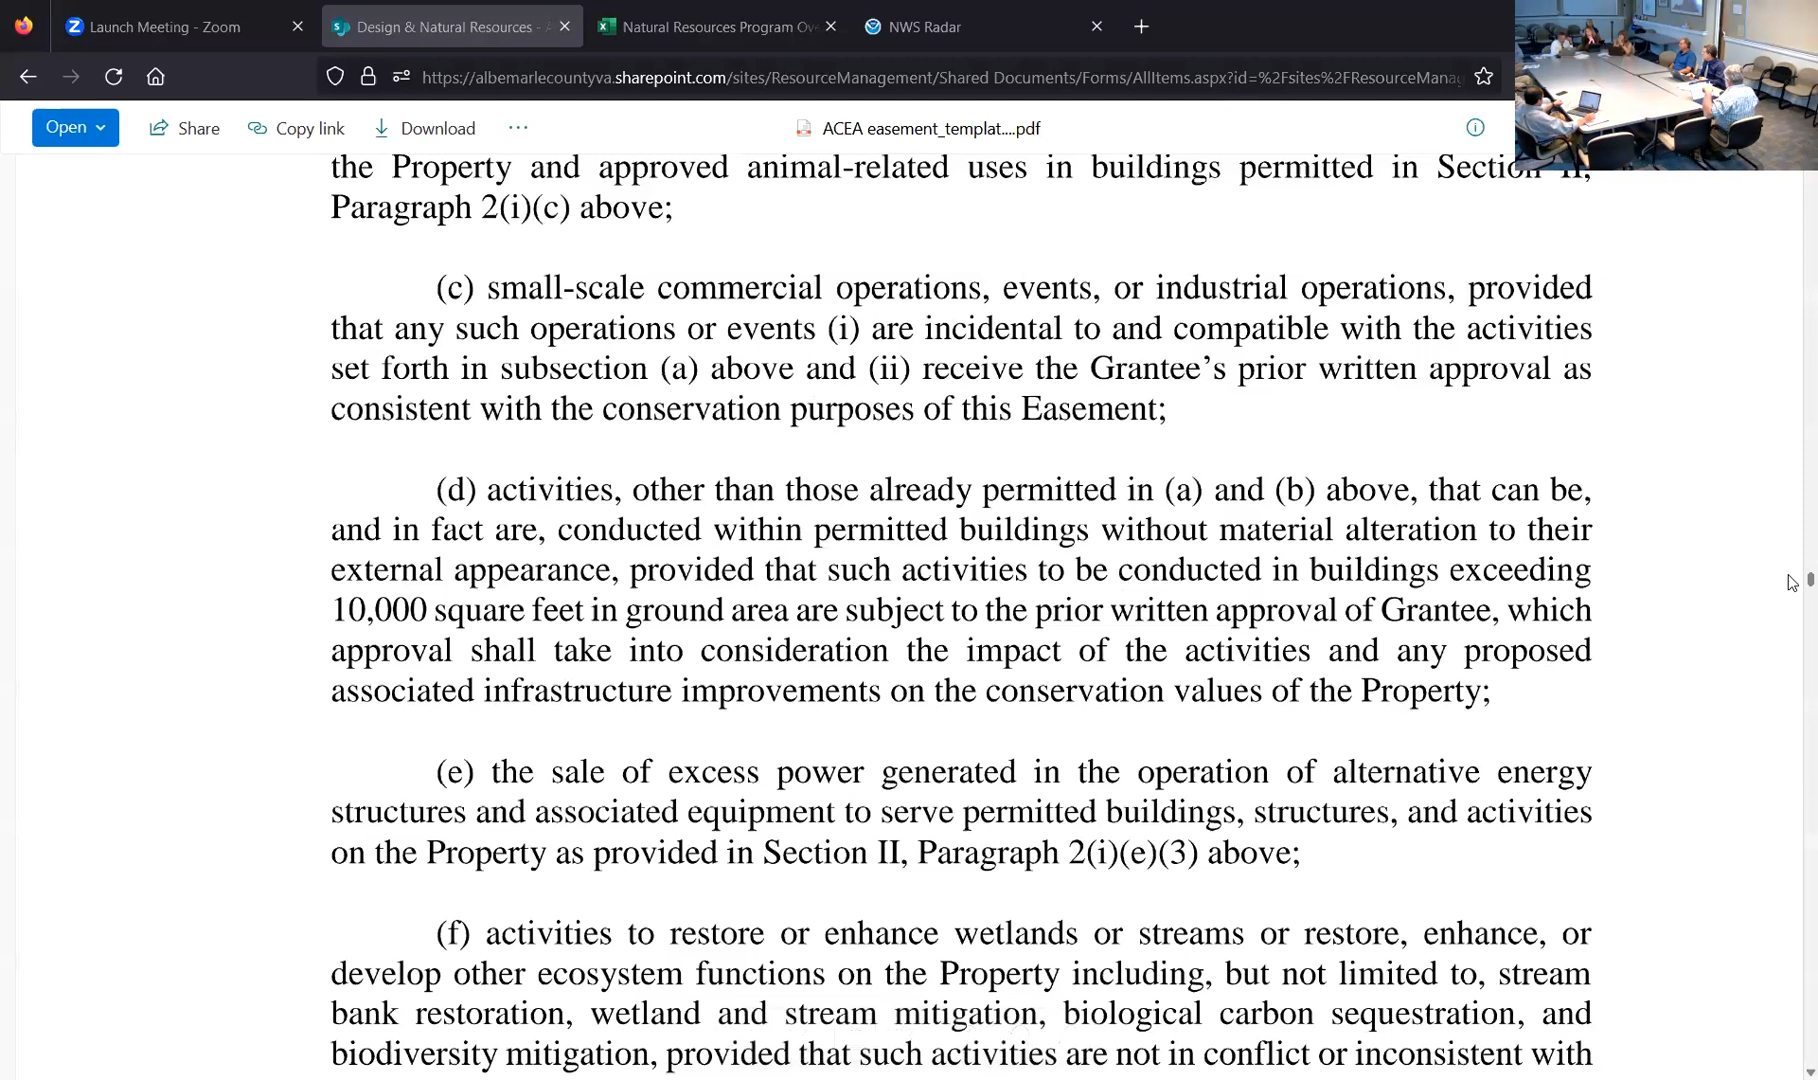 Launch Meeting - Zoom
Design & Natural Resources - A
Natural Resources Program Ove
NWS Radar
https://albemarlecountyva.sharepoint.com/sites/ResourceManagement/Shared Documents/Forms/AllItems.aspx?id=%2Fsites%2FResourceManag
Open
Share
Copy link
Download
ACEA easement_templat....pdf
the Property and approved animal-related uses in buildings permitted in Section II,
Paragraph 2(i)(c) above;
(c) small-scale commercial operations, events, or industrial operations, provided
that any such operations or events (i) are incidental to and compatible with the activities
set forth in subsection (a) above and (ii) receive the Grantee’s prior written approval as
consistent with the conservation purposes of this Easement;
(d) activities, other than those already permitted in (a) and (b) above, that can be,
and in fact are, conducted within permitted buildings without material alteration to their
external appearance, provided that such activities to be conducted in buildings exceeding
10,000 square feet in ground area are subject to the prior written approval of Grantee, which
approval shall take into consideration the impact of the activities and any proposed
associated infrastructure improvements on the conservation values of the Property;
(e) the sale of excess power generated in the operation of alternative energy
structures and associated equipment to serve permitted buildings, structures, and activities
on the Property as provided in Section II, Paragraph 2(i)(e)(3) above;
(f) activities to restore or enhance wetlands or streams or restore, enhance, or
develop other ecosystem functions on the Property including, but not limited to, stream
bank restoration, wetland and stream mitigation, biological carbon sequestration, and
biodiversity mitigation, provided that such activities are not in conflict or inconsistent with